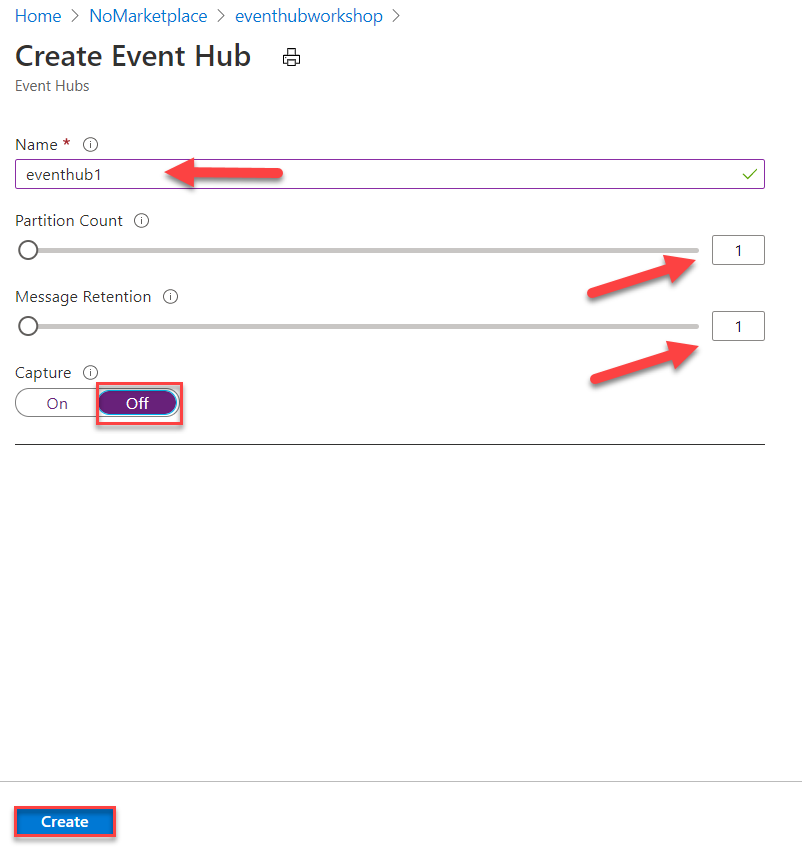 Home > NoMarketplace > eventhubworkshop >
Create Event Hub
Event Hubs
Name *
eventhub1
Partition Count
1
Message Retention
1
Capture
On Off
Create